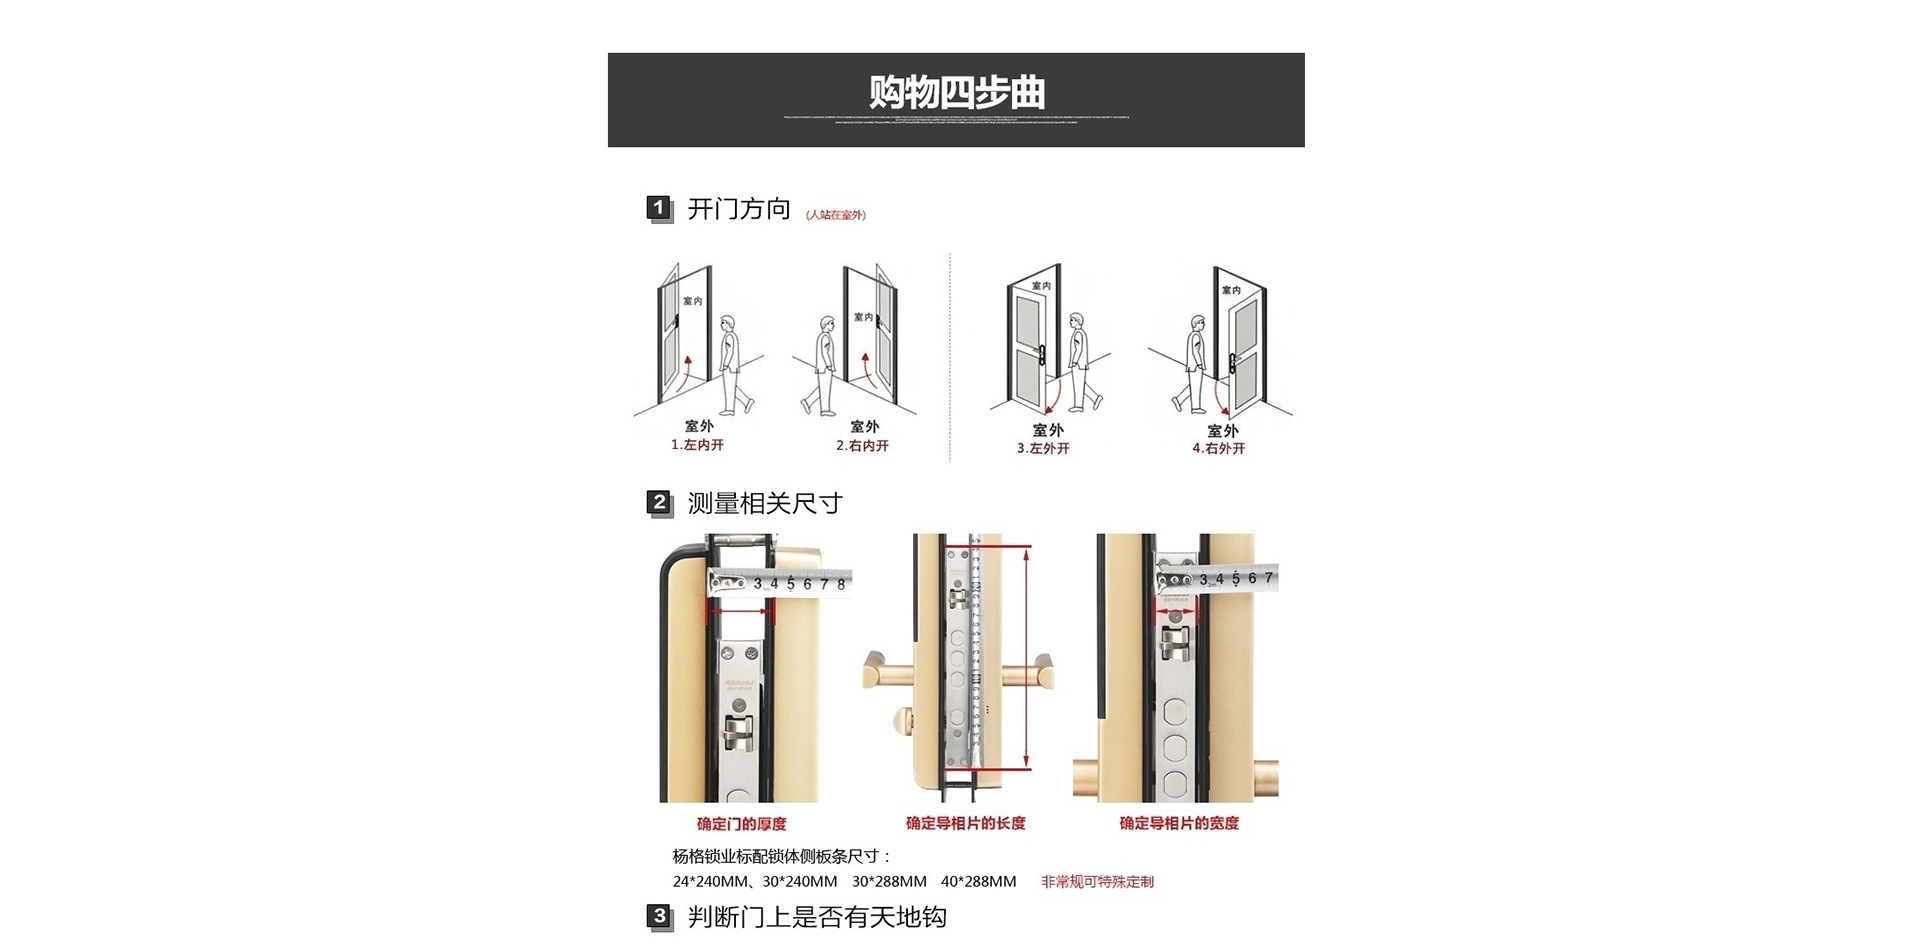 购物四步曲
1 开门方向 (人站在室外)
室内
室内
室内
室内
室外
室外
室外
室外
1.左内开
2.右内开
3.左外开
4.右外开
2 测量相关尺寸
3 4 5 6 7 8
3 4 5 6 7
确定门的厚度
确定导相片的长度
确定导相片的宽度
杨格锁业标配锁体侧板条尺寸：
24*240MM、30*240MM 30*288MM 40*288MM 非常规可特殊定制
3 判断门上是否有天地钩